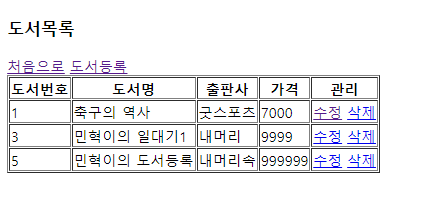 도서목록
처음으로 도서등록
도서번호 도서명 출판사 가격 관리
1 축구의 역사 굿스포츠 7000 수정 삭제
3 민혁이의 일대기1 내머리 9999 수정 삭제
5 민혁이의 도서등록 내머리속 999999 수정 삭제